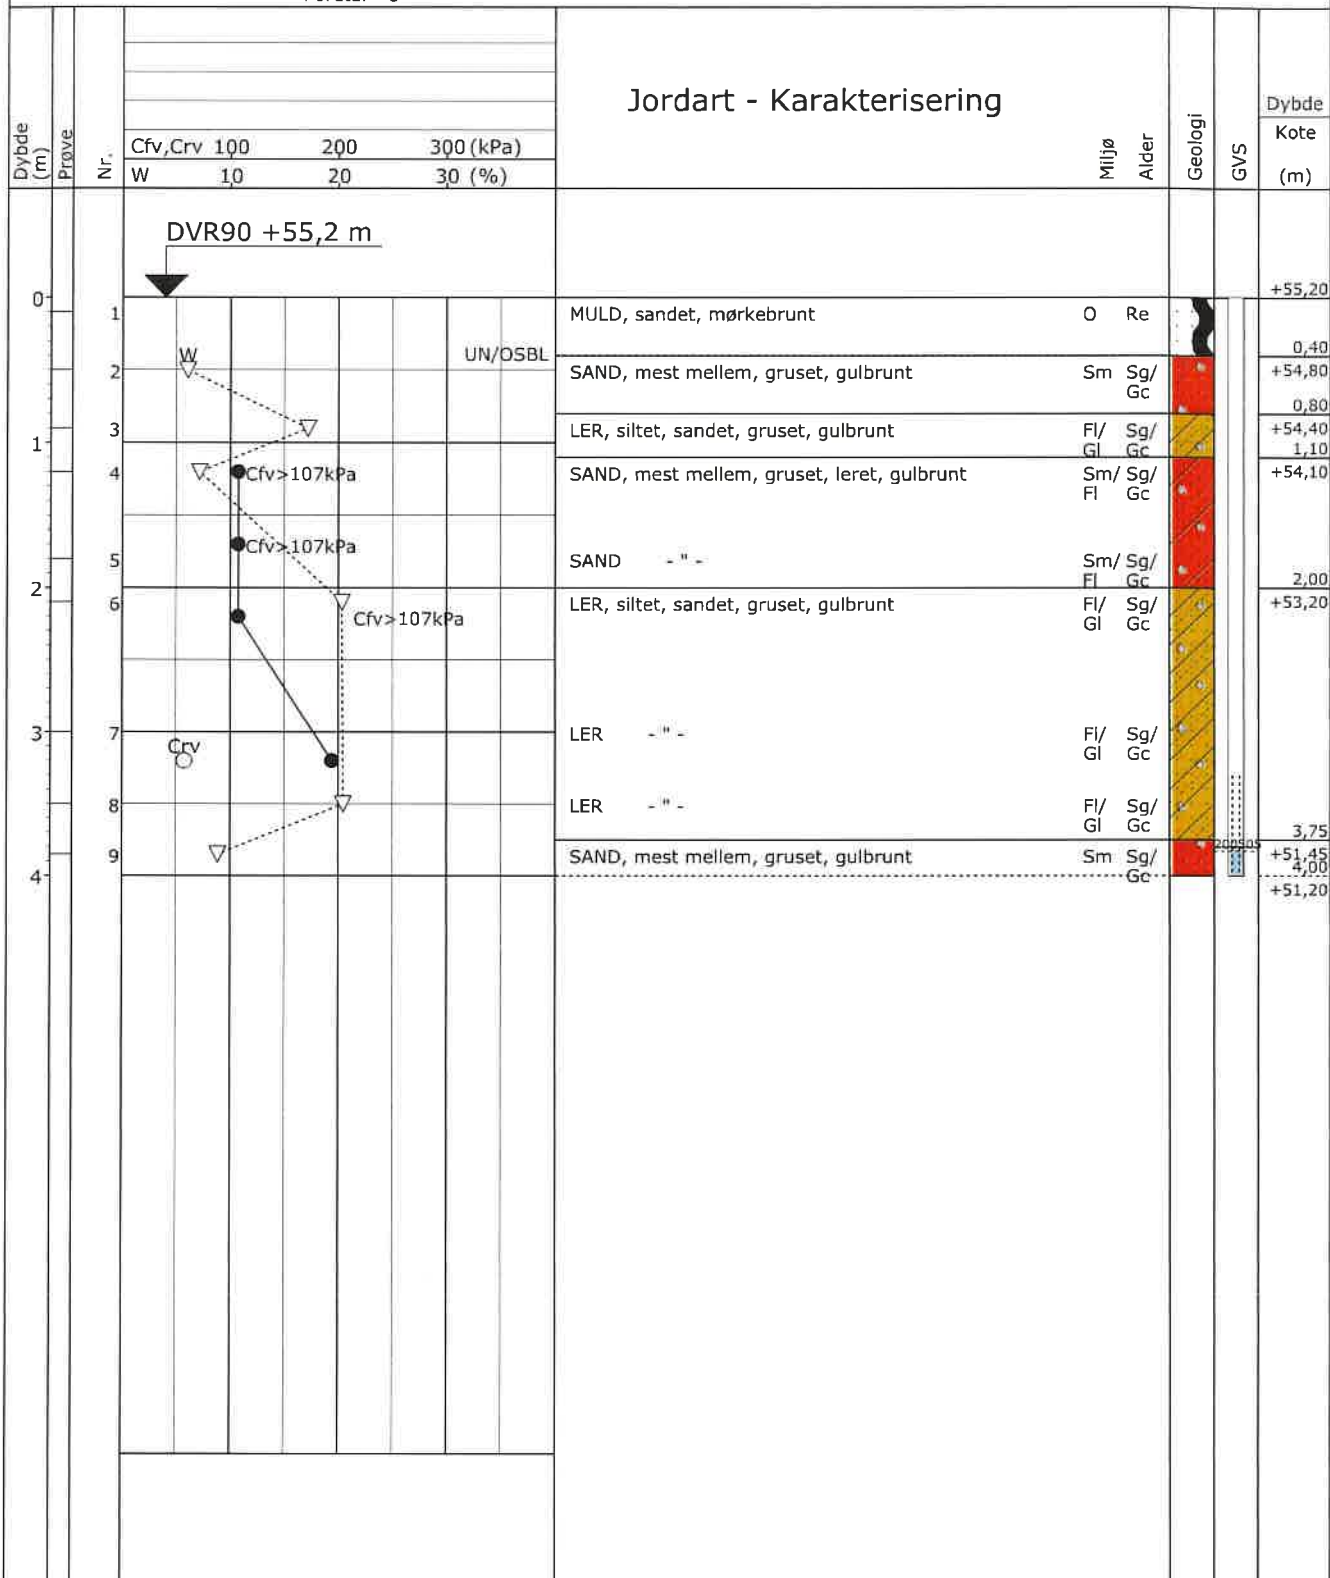 Jordart - Karakterisering
Dybde (m)
Prøve
Nr.
Cfv,Crv 100 200 300 (kPa)
W 10 20 30 (%)
Miljø
Alder
Geologi
GVS
Dybde
Kote
(m)
DVR90 +55,2 m
+55,20
0
1 MULD, sandet, mørkebrunt O Re
W UN/OSBL 0,40
2 SAND, mest mellem, gruset, gulbrunt Sm Sg/ +54,80
Gc
0,80
3 LER, siltet, sandet, gruset, gulbrunt Fl/ Sg/ +54,40
1 Gl Gc 1,10
4 Cfv>107kPa SAND, mest mellem, gruset, leret, gulbrunt Sm/ Sg/ +54,10
Fl Gc
Cfv>107kPa
5 SAND - " - Sm/ Sg/
2 Fl Gc 2,00
6 LER, siltet, sandet, gruset, gulbrunt Fl/ Sg/ +53,20
Cfv>107kPa Gl Gc
3 7 LER - " - Fl/ Sg/
Crv Gl Gc
8 LER - " - Fl/ Sg/
Gl Gc
3,75
9 SAND, mest mellem, gruset, gulbrunt Sm Sg/ +51,45
4 Gc 4,00
+51,20